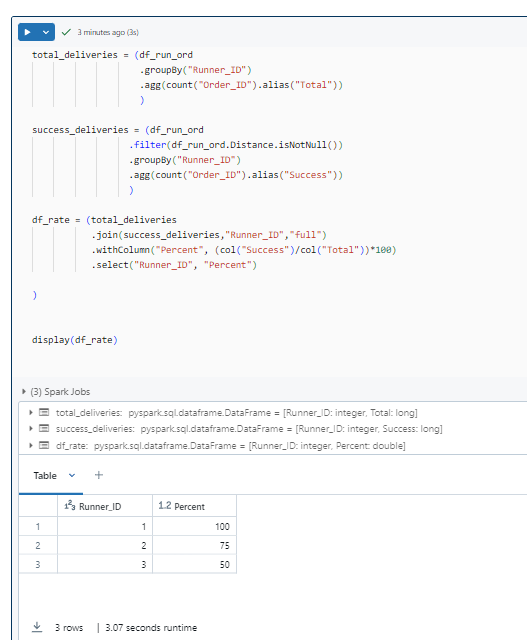 3 minutes ago (3s)
total_deliveries = (df_run_ord
.groupBy("Runner_ID")
.agg(count("Order_ID").alias("Total"))
)
success_deliveries = (df_run_ord
.filter(df_run_ord.Distance.isNotNull())
.groupBy("Runner_ID")
.agg(count("Order_ID").alias("Success"))
)
df_rate = (total_deliveries
.join(success_deliveries,"Runner_ID","full")
.withColumn("Percent", (col("Success")/col("Total"))*100)
.select("Runner_ID", "Percent")
)
display(df_rate)
(3) Spark Jobs
total_deliveries: pyspark.sql.dataframe.DataFrame = [Runner_ID: integer, Total: long]
success_deliveries: pyspark.sql.dataframe.DataFrame = [Runner_ID: integer, Success: long]
df_rate: pyspark.sql.dataframe.DataFrame = [Runner_ID: integer, Percent: double]
Table +
1²3 Runner_ID 1.2 Percent
1 1 100
2 2 75
3 3 50
3 rows | 3.07 seconds runtime